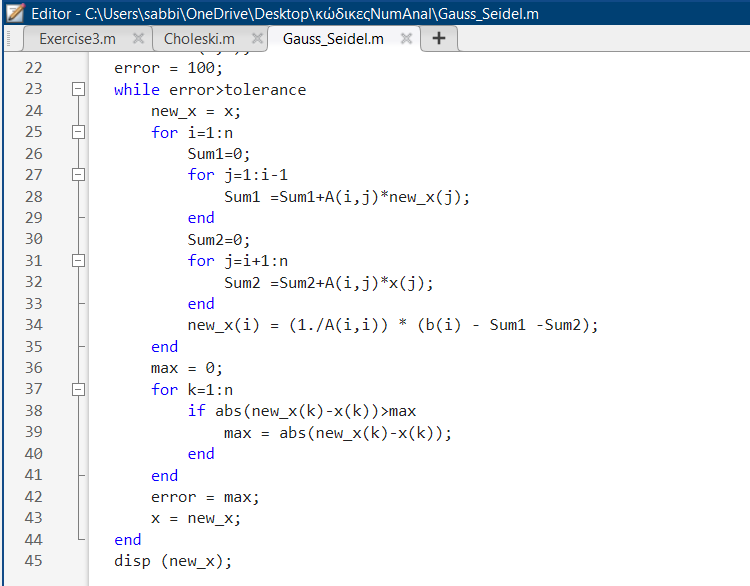 Editor - C:\Users\sabbi\OneDrive\Desktop\κώδικεςNumAnal\Gauss_Seidel.m
Exercise3.m Choleski.m Gauss_Seidel.m
22 error = 100;
23 while error>tolerance
24 new_x = x;
25 for i=1:n
26 Sum1=0;
27 for j=1:i-1
28 Sum1 =Sum1+A(i,j)*new_x(j);
29 end
30 Sum2=0;
31 for j=i+1:n
32 Sum2 =Sum2+A(i,j)*x(j);
33 end
34 new_x(i) = (1./A(i,i)) * (b(i) - Sum1 -Sum2);
35 end
36 max = 0;
37 for k=1:n
38 if abs(new_x(k)-x(k))>max
39 max = abs(new_x(k)-x(k));
40 end
41 end
42 error = max;
43 x = new_x;
44 end
45 disp (new_x);